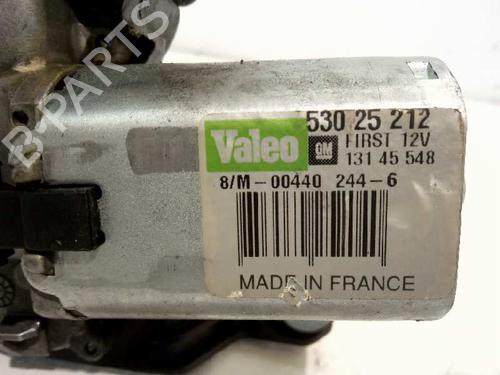 B-PARTS
Valeo
530 25 212
GM
FIRST 12V
131 45 548
8/M-00440 244-6
MADE IN FRANCE